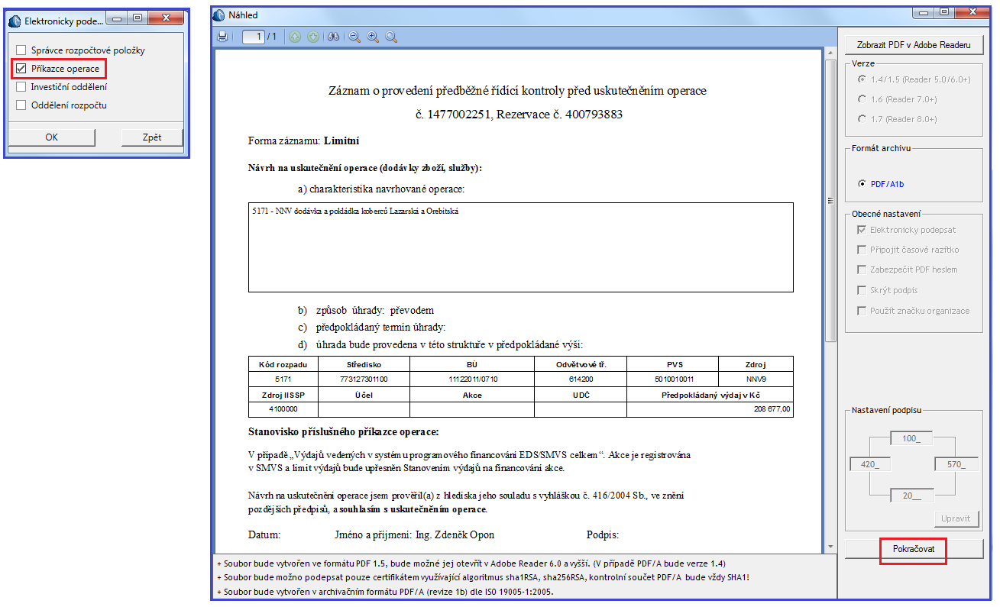 Elektronicky pode...
Správce rozpočtové položky
Příkazce operace
Investiční oddělení
Oddělení rozpočtu
OK Zpět
Náhled
1 / 1
Záznam o provedení předběžné řídící kontroly před uskutečněním operace
č. 1477002251, Rezervace č. 400793883
Forma záznamu: Limitní
Návrh na uskutečnění operace (dodávky zboží, služby):
a) charakteristika navrhované operace:
5171 - NNV dodávka a pokládka koberců Lazarská a Orebitská
b) způsob úhrady: převodem
c) předpokládaný termín úhrady:
d) úhrada bude provedena v této struktuře v předpokládané výši:
Kód rozpadu Středisko BÚ Odvětvové tř. PVS Zdroj
5171 773127301100 11122011/0710 614200 5010010011 NNV9
Zdroj IISSP Účel Akce UDČ Předpokládaný výdaj v Kč
4100000 208 677,00
Stanovisko příslušného příkazce operace:
V případě „Výdajů vedených v systému programového financování EDS/SMVS celkem“. Akce je registrována
v SMVS a limit výdajů bude upřesněn Stanovením výdajů na financování akce.
Návrh na uskutečnění operace jsem prověřil(a) z hlediska jeho souladu s vyhláškou č. 416/2004 Sb., ve znění
pozdějších předpisů, a souhlasím s uskutečněním operace.
Datum: Jméno a příjmení: Ing. Zdeněk Opon Podpis:
+ Soubor bude vytvořen ve formátu PDF 1.5, bude možné jej otevřít v Adobe Reader 6.0 a vyšší. (V případě PDF/A bude verze 1.4)
+ Soubor bude možno podepsat pouze certifikátem využívající algoritmus sha1RSA, sha256RSA, kontrolní součet PDF/A bude vždy SHA1!
+ Soubor bude vytvořen v archivačním formátu PDF/A (revize 1b) dle ISO 19005-1:2005.
Zobrazit PDF v Adobe Readeru
Verze
1.4/1.5 (Reader 5.0/6.0+)
1.6 (Reader 7.0+)
1.7 (Reader 8.0+)
Formát archivu
PDF/A1b
Obecné nastavení
Elektronicky podepsat
Připojit časové razítko
Zabezpečit PDF heslem
Skrýt podpis
Použít značku organizace
Nastavení podpisu
100_
420_ 570_
20__
Upravit
Pokračovat